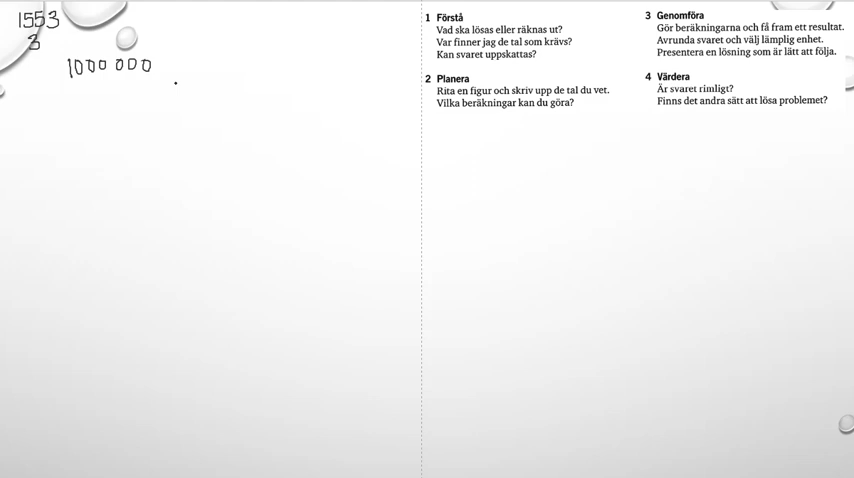 1553
3
1000 000
1 Förstå
Vad ska lösas eller räknas ut?
Var finner jag de tal som krävs?
Kan svaret uppskattas?
2 Planera
Rita en figur och skriv upp de tal du vet.
Vilka beräkningar kan du göra?
3 Genomföra
Gör beräkningarna och få fram ett resultat.
Avrunda svaret och välj lämplig enhet.
Presentera en lösning som är lätt att följa.
4 Värdera
Är svaret rimligt?
Finns det andra sätt att lösa problemet?